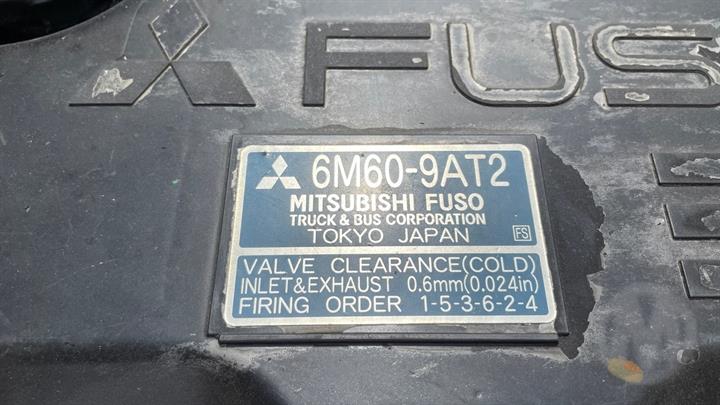 FUS
6M60-9AT2
MITSUBISHI FUSO
TRUCK & BUS CORPORATION
TOKYO JAPAN FS
VALVE CLEARANCE(COLD)
INLET&EXHAUST 0.6mm(0.024in)
FIRING ORDER 1-5-3-6-2-4